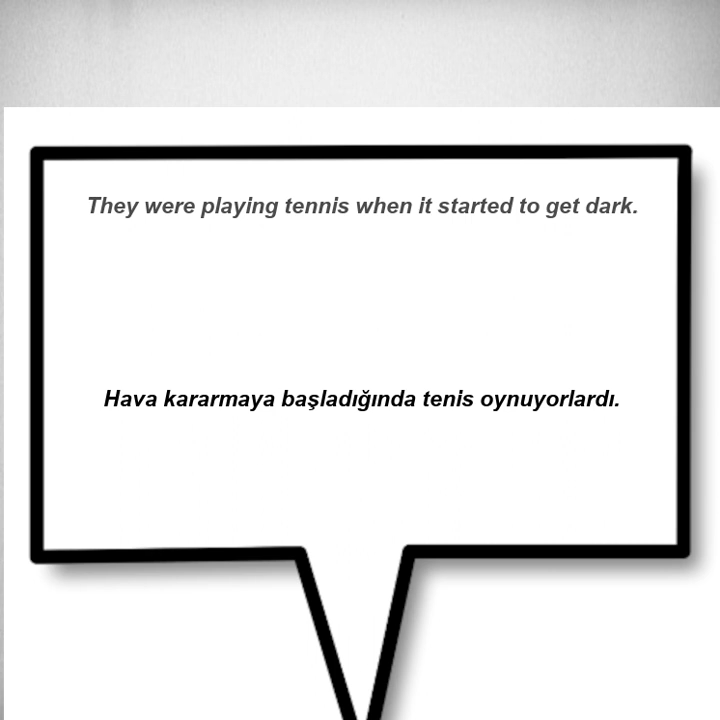 They were playing tennis when it started to get dark.
Hava kararmaya başladığında tenis oynuyorlardı.